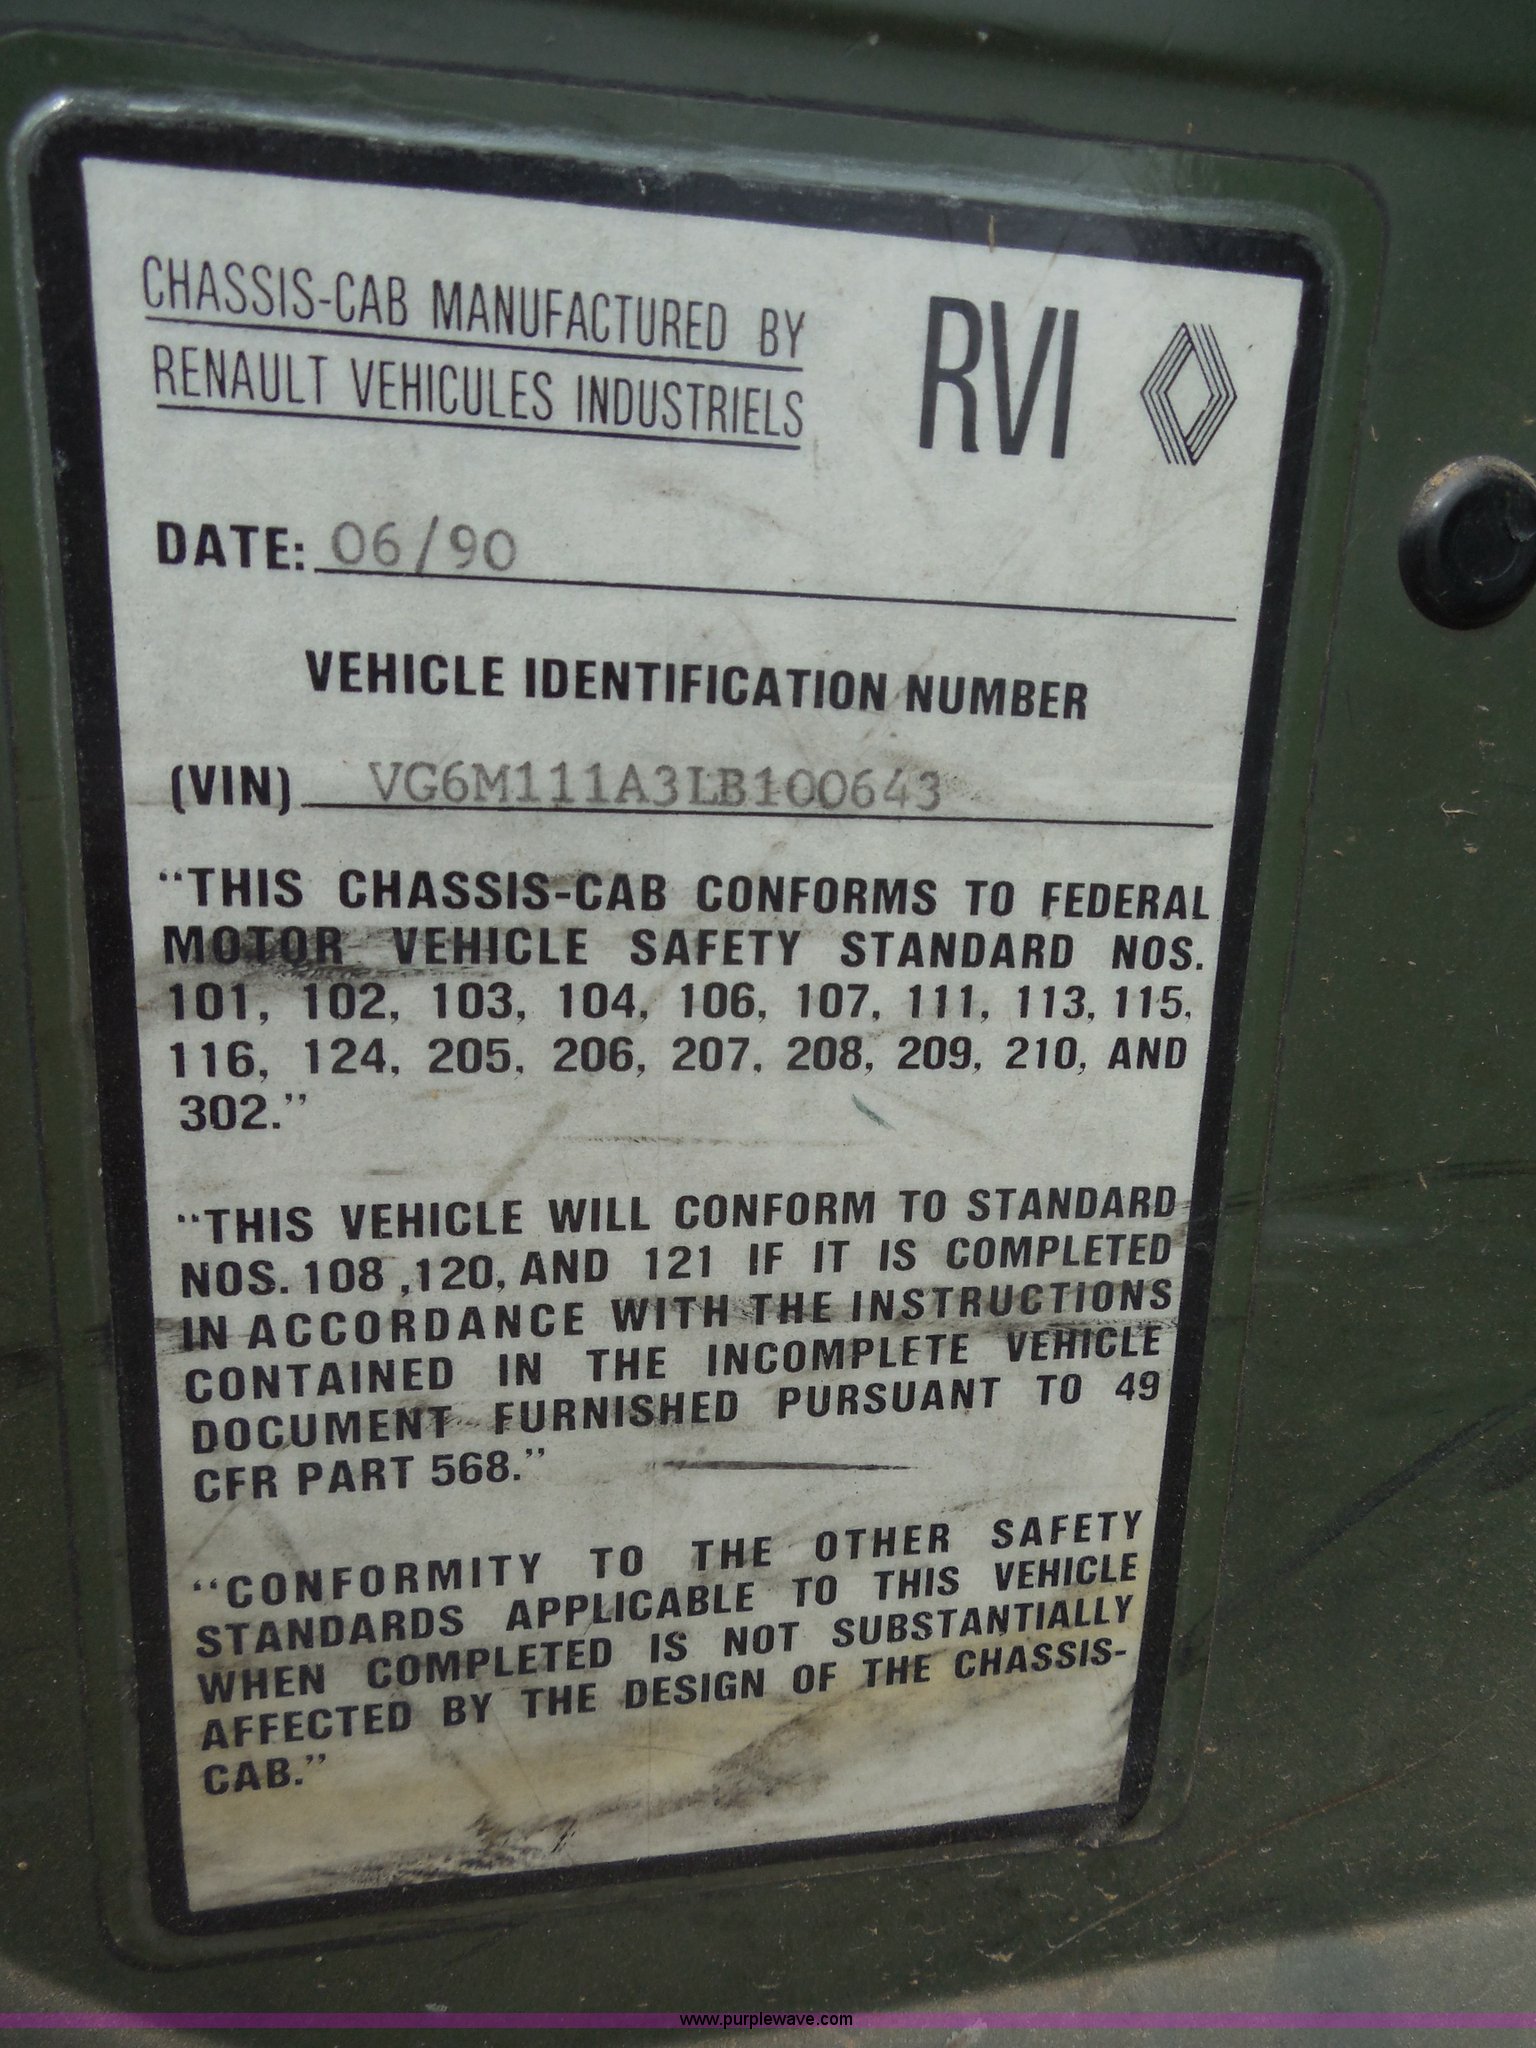 CHASSIS-CAB MANUFACTURED BY
RENAULT VEHICULES INDUSTRIELS
RVI
DATE: 06/90
VEHICLE IDENTIFICATION NUMBER
(VIN) VG6M111A3LB100643
“THIS CHASSIS-CAB CONFORMS TO FEDERAL
MOTOR VEHICLE SAFETY STANDARD NOS.
101, 102, 103, 104, 106, 107, 111, 113, 115,
116, 124, 205, 206, 207, 208, 209, 210, AND
302.”
“THIS VEHICLE WILL CONFORM TO STANDARD
NOS. 108 ,120, AND 121 IF IT IS COMPLETED
IN ACCORDANCE WITH THE INSTRUCTIONS
CONTAINED IN THE INCOMPLETE VEHICLE
DOCUMENT FURNISHED PURSUANT TO 49
CFR PART 568.”
“CONFORMITY TO THE OTHER SAFETY
STANDARDS APPLICABLE TO THIS VEHICLE
WHEN COMPLETED IS NOT SUBSTANTIALLY
AFFECTED BY THE DESIGN OF THE CHASSIS-
CAB.”
www.purplewave.com